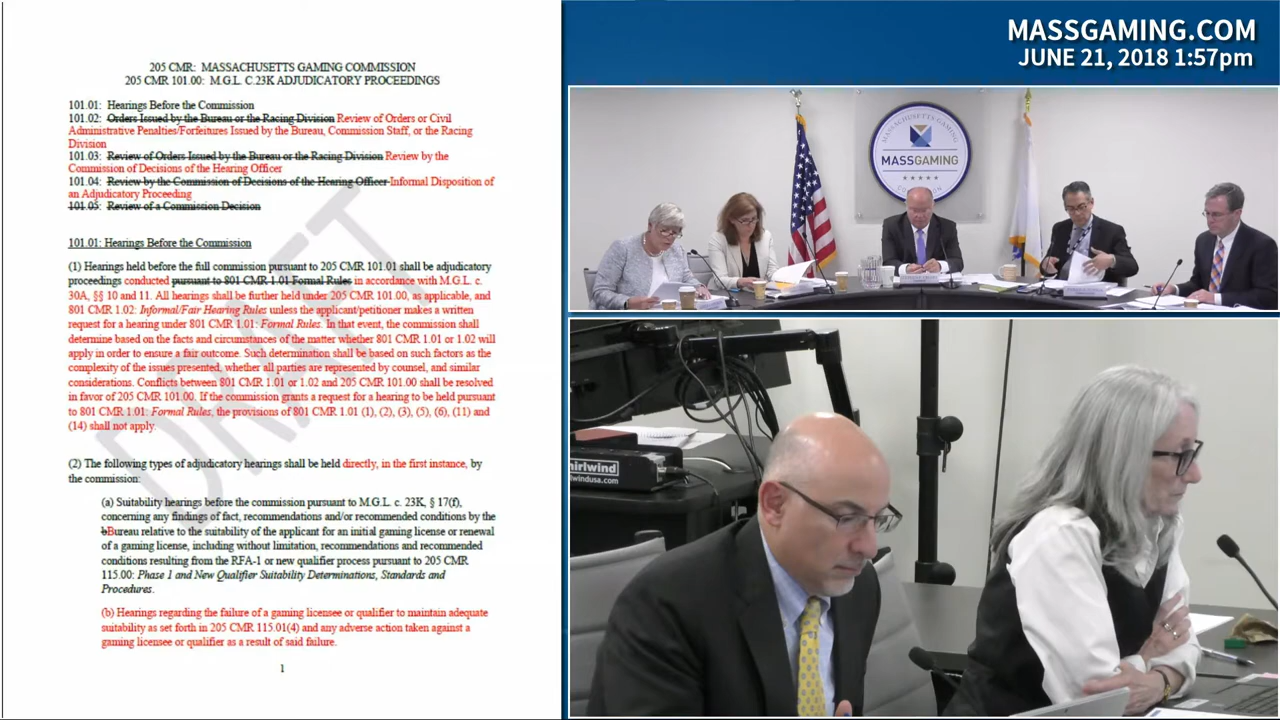 205 CMR: MASSACHUSETTS GAMING COMMISSION
205 CMR 101.00: M.G.L. C.23K ADJUDICATORY PROCEEDINGS
101.01: Hearings Before the Commission
101.02: Orders Issued by the Bureau or the Racing Division Review of Orders or Civil
Administrative Penalties/Forfeitures Issued by the Bureau, Commission Staff, or the Racing
Division
101.03: Review of Orders Issued by the Bureau or the Racing Division Review by the
Commission of Decisions of the Hearing Officer
101.04: Review by the Commission of Decisions of the Hearing Officer Informal Disposition of
an Adjudicatory Proceeding
101.05: Review of a Commission Decision
101.01: Hearings Before the Commission
(1) Hearings held before the full commission pursuant to 205 CMR 101.01 shall be adjudicatory
proceedings conducted pursuant to 801 CMR 1.01 Formal Rules in accordance with M.G.L. c.
30A, §§ 10 and 11. All hearings shall be further held under 205 CMR 101.00, as applicable, and
801 CMR 1.02: Informal/Fair Hearing Rules unless the applicant/petitioner makes a written
request for a hearing under 801 CMR 1.01: Formal Rules. In that event, the commission shall
determine based on the facts and circumstances of the matter whether 801 CMR 1.01 or 1.02 will
apply in order to ensure a fair outcome. Such determination shall be based on such factors as the
complexity of the issues presented, whether all parties are represented by counsel, and similar
considerations. Conflicts between 801 CMR 1.01 or 1.02 and 205 CMR 101.00 shall be resolved
in favor of 205 CMR 101.00. If the commission grants a request for a hearing to be held pursuant
to 801 CMR 1.01: Formal Rules, the provisions of 801 CMR 1.01 (1), (2), (3), (5), (6), (11) and
(14) shall not apply.
(2) The following types of adjudicatory hearings shall be held directly, in the first instance, by
the commission:
(a) Suitability hearings before the commission pursuant to M.G.L. c. 23K, § 17(f),
concerning any findings of fact, recommendations and/or recommended conditions by the
bBureau relative to the suitability of the applicant for an initial gaming license or renewal
of a gaming license, including without limitation, recommendations and recommended
conditions resulting from the RFA-1 or new qualifier process pursuant to 205 CMR
115.00: Phase 1 and New Qualifier Suitability Determinations, Standards and
Procedures.
(b) Hearings regarding the failure of a gaming licensee or qualifier to maintain adequate
suitability as set forth in 205 CMR 115.01(4) and any adverse action taken against a
gaming licensee or qualifier as a result of said failure.
1
DRAFT
MASSGAMING.COM
JUNE 21, 2018 1:57pm
MASSACHUSETTS GAMING
MASSGAMING
hirlwind
lwindusa.com